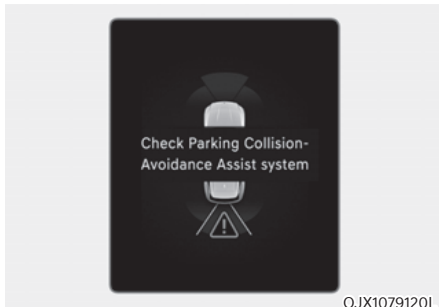 Check Parking Collision-
Avoidance Assist system
OJX1079120L